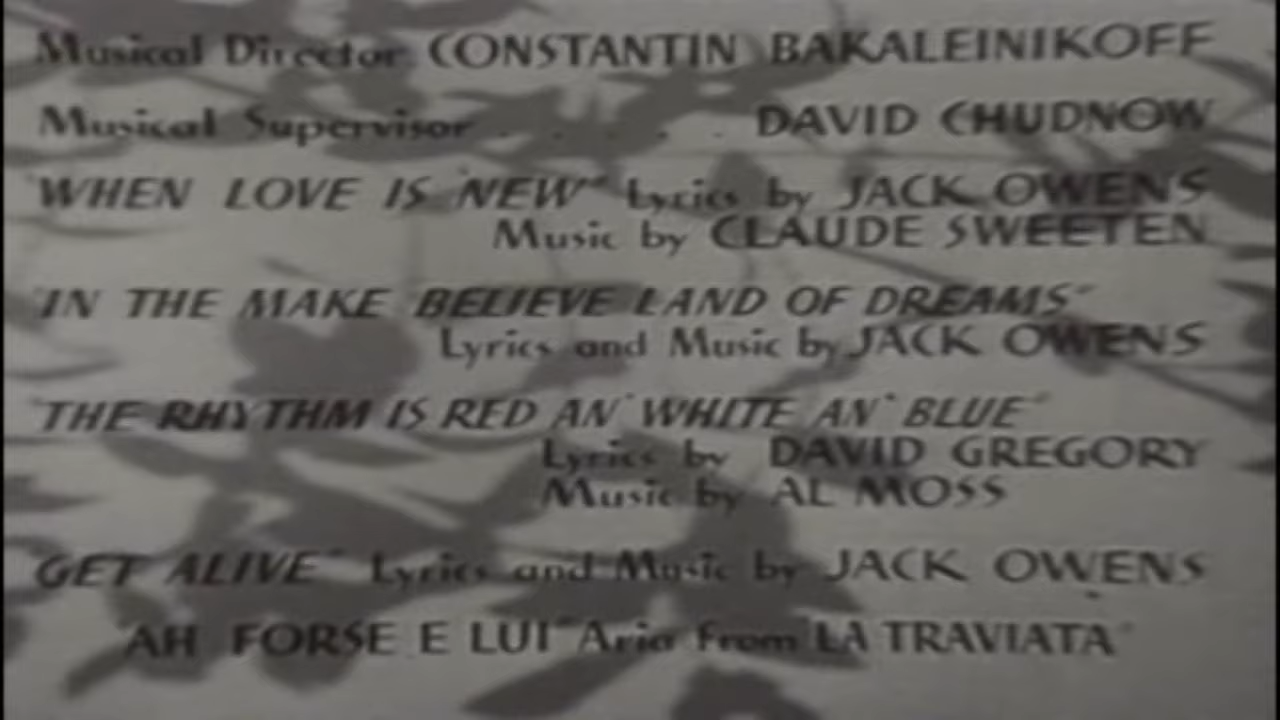 Musical Director CONSTANTIN BAKALEINIKOFF
Musical Supervisor . . . . . DAVID CHUDNOW
"WHEN LOVE IS NEW" Lyrics by JACK OWENS
Music by CLAUDE SWEETEN
"IN THE MAKE BELIEVE LAND OF DREAMS"
Lyrics and Music by JACK OWENS
"THE RHYTHM IS RED AN' WHITE AN' BLUE"
Lyrics by DAVID GREGORY
Music by AL MOSS
"GET ALIVE" Lyrics and Music by JACK OWENS
"AH FORSE E LUI" Aria From "LA TRAVIATA"